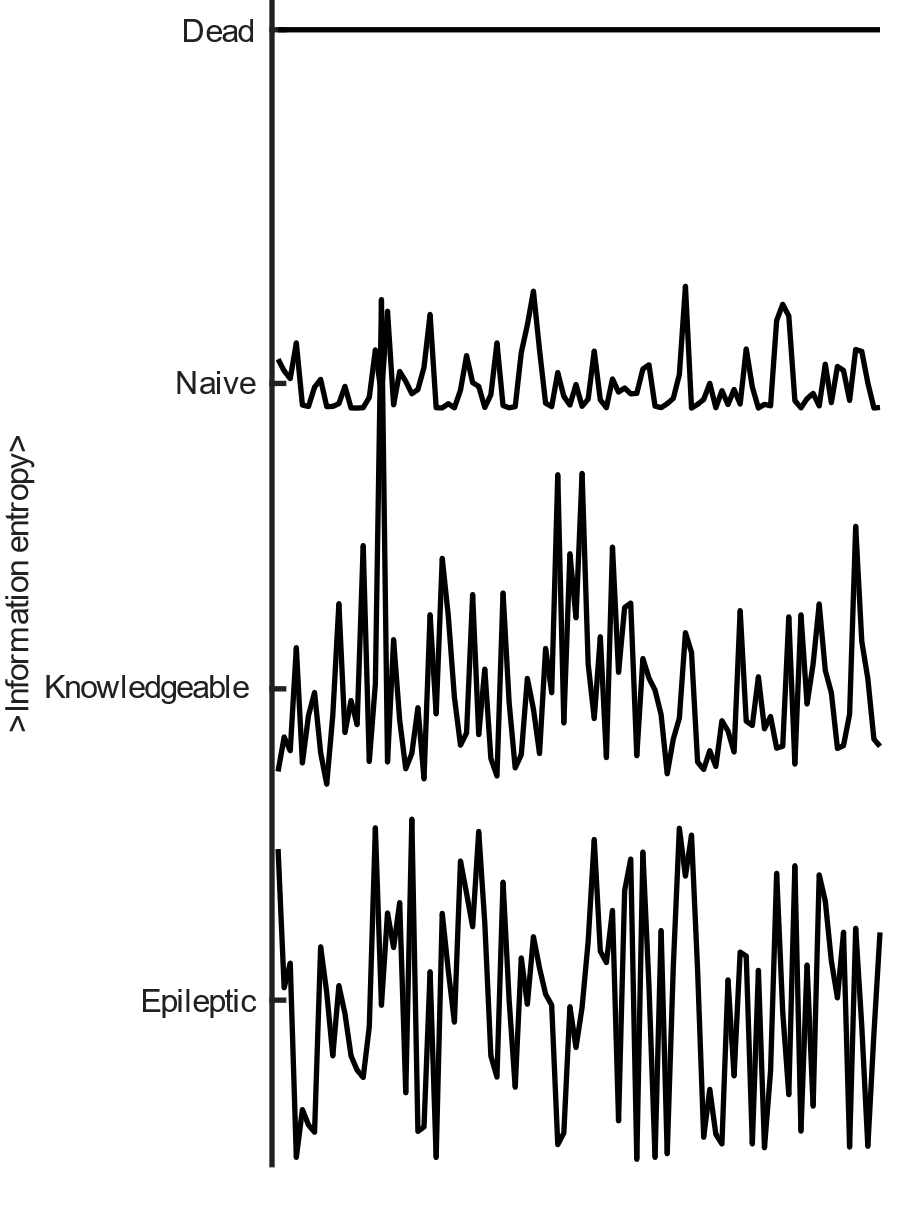 Dead
Naive
>Information entropy>
Knowledgeable
Epileptic